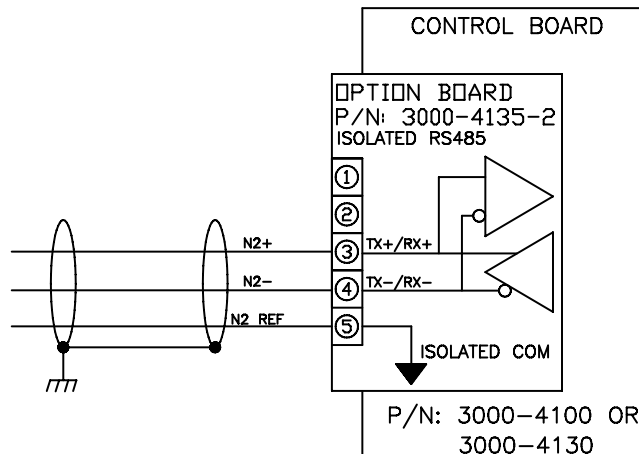 CONTROL BOARD
OPTION BOARD
P/N: 3000-4135-2
ISOLATED RS485
1
2
N2+
3
TX+/RX+
N2-
4
TX-/RX-
N2 REF
5
ISOLATED COM
P/N: 3000-4100 OR
3000-4130